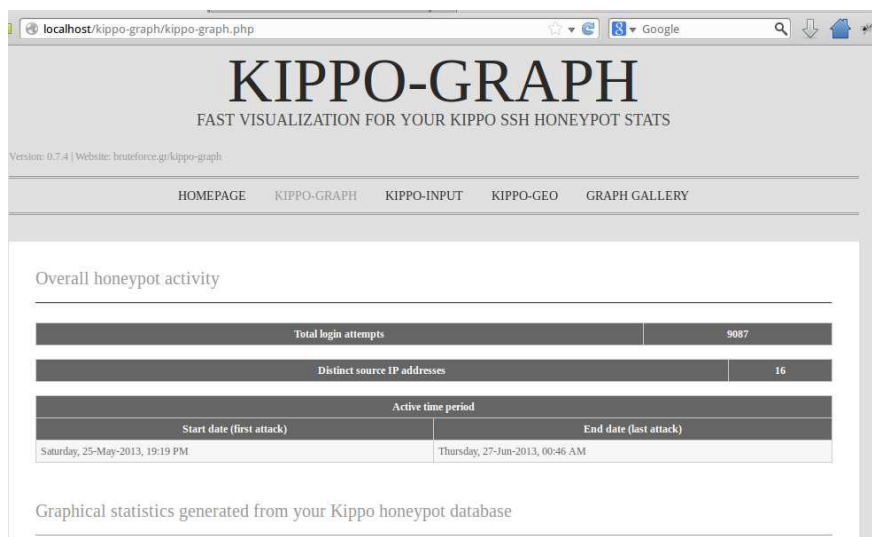 localhost/kippo-graph/kippo-graph.php
Google
KIPPO-GRAPH
FAST VISUALIZATION FOR YOUR KIPPO SSH HONEYPOT STATS
Version: 0.7.4 | Website: bruteforce.gr/kippo-graph
HOMEPAGE KIPPO-GRAPH KIPPO-INPUT KIPPO-GEO GRAPH GALLERY
Overall honeypot activity
Total login attempts 9087
Distinct source IP addresses 16
Active time period
Start date (first attack) End date (last attack)
Saturday, 25-May-2013, 19:19 PM Thursday, 27-Jun-2013, 00:46 AM
Graphical statistics generated from your Kippo honeypot database